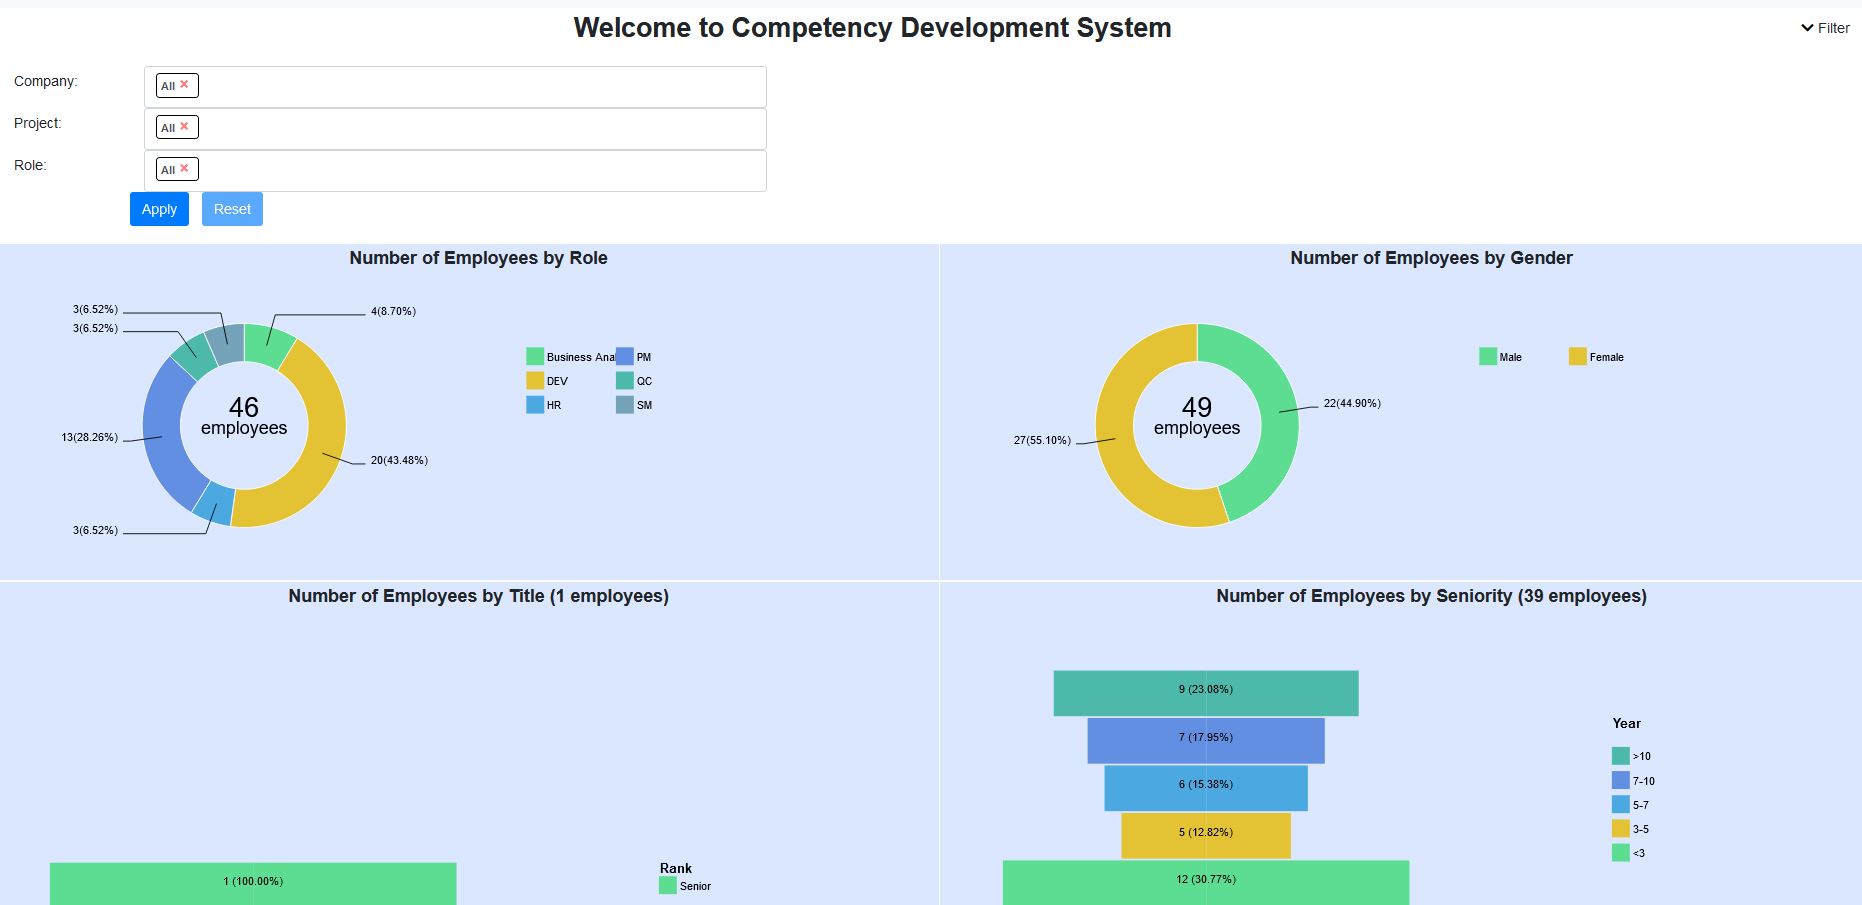 Welcome to Competency Development System
Filter
Company:
All ×
Project:
All ×
Role:
All ×
Apply
Reset
Number of Employees by Role
3(6.52%)
3(6.52%)
4(8.70%)
13(28.26%)
46
employees
20(43.48%)
3(6.52%)
Business Ana
PM
DEV
QC
HR
SM
Number of Employees by Gender
22(44.90%)
27(55.10%)
49
employees
Male
Female
Number of Employees by Title (1 employees)
1 (100.00%)
Rank
Senior
Number of Employees by Seniority (39 employees)
9 (23.08%)
7 (17.95%)
6 (15.38%)
5 (12.82%)
12 (30.77%)
Year
>10
7-10
5-7
3-5
<3